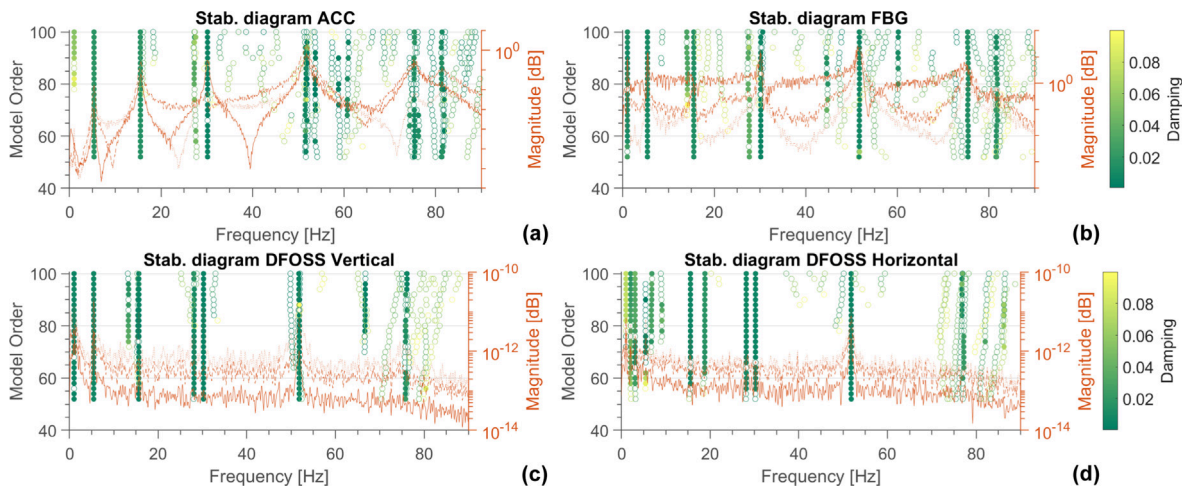 Stab. diagram ACC
100
80
60
40
Model Order
0
20
40
60
80
Frequency [Hz]
10^0
Magnitude [dB]
(a)
Stab. diagram FBG
100
80
60
40
Model Order
0
20
40
60
80
Frequency [Hz]
10^0
Magnitude [dB]
(b)
0.08
0.06
0.04
0.02
Damping
Stab. diagram DFOSS Vertical
100
80
60
40
Model Order
0
20
40
60
80
Frequency [Hz]
10^-10
10^-12
10^-14
Magnitude [dB]
(c)
Stab. diagram DFOSS Horizontal
100
80
60
40
Model Order
0
20
40
60
80
Frequency [Hz]
10^-10
10^-12
10^-14
Magnitude [dB]
(d)
0.08
0.06
0.04
0.02
Damping